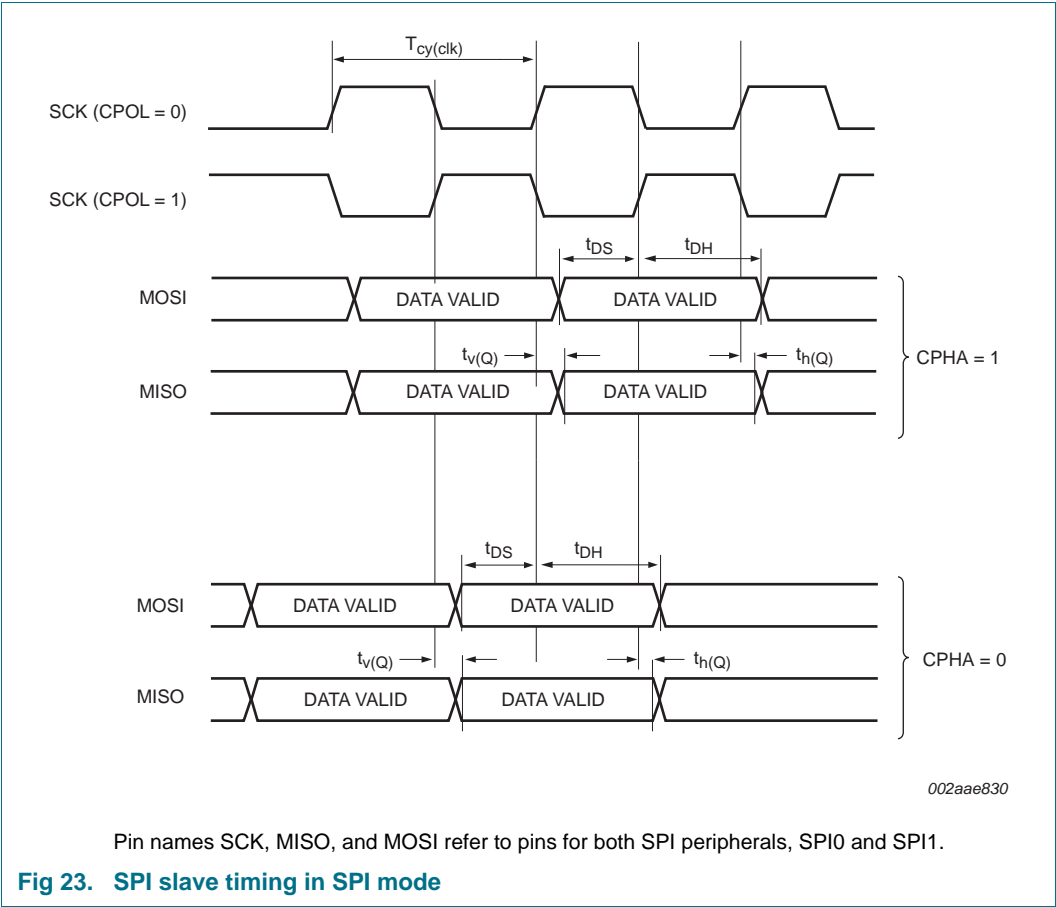 Tcy(clk)
SCK (CPOL = 0)
SCK (CPOL = 1)
tDS tDH
MOSI DATA VALID DATA VALID
tv(Q) th(Q)
CPHA = 1
MISO DATA VALID DATA VALID
tDS tDH
MOSI DATA VALID DATA VALID
tv(Q) th(Q)
CPHA = 0
MISO DATA VALID DATA VALID
002aae830
Pin names SCK, MISO, and MOSI refer to pins for both SPI peripherals, SPI0 and SPI1.
Fig 23. SPI slave timing in SPI mode